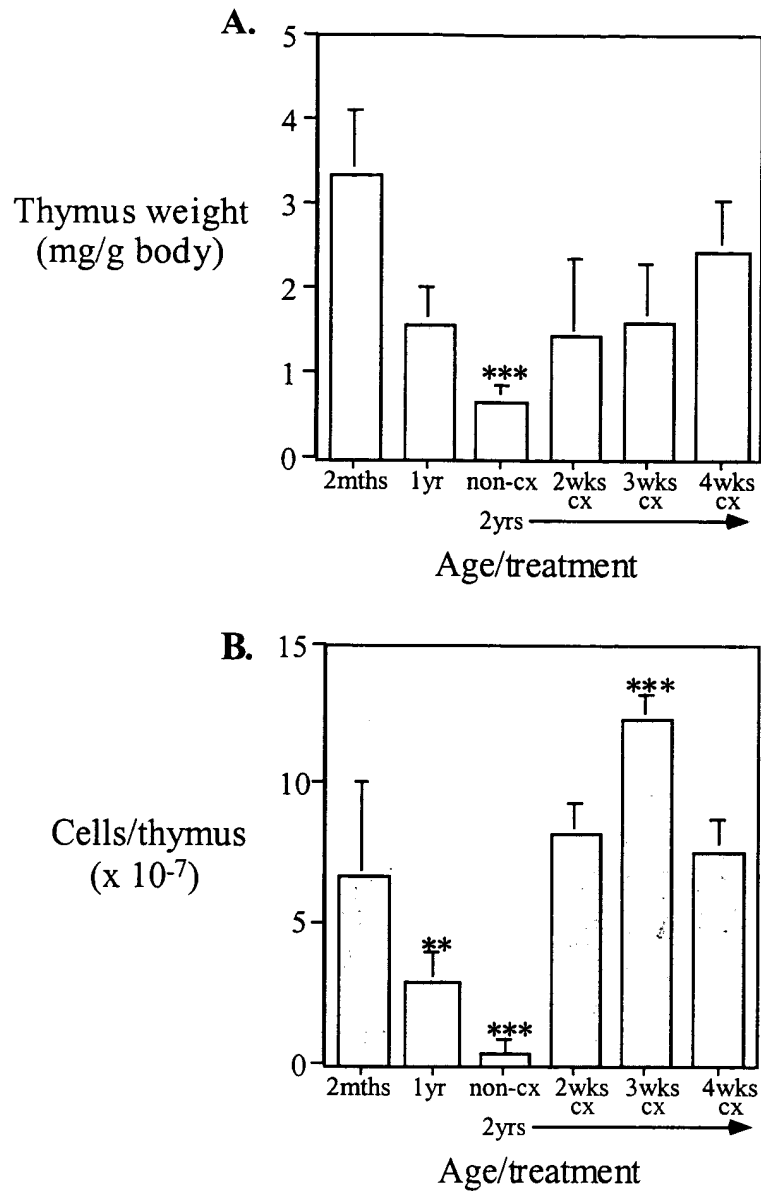 A.
5
4
3
2
1
0
Thymus weight
(mg/g body)
***
2mths 1yr non-cx 2wks cx 3wks cx 4wks cx
2yrs
Age/treatment
B.
15
10
5
0
Cells/thymus
(x 10-7)
** *** ***
2mths 1yr non-cx 2wks cx 3wks cx 4wks cx
2yrs
Age/treatment